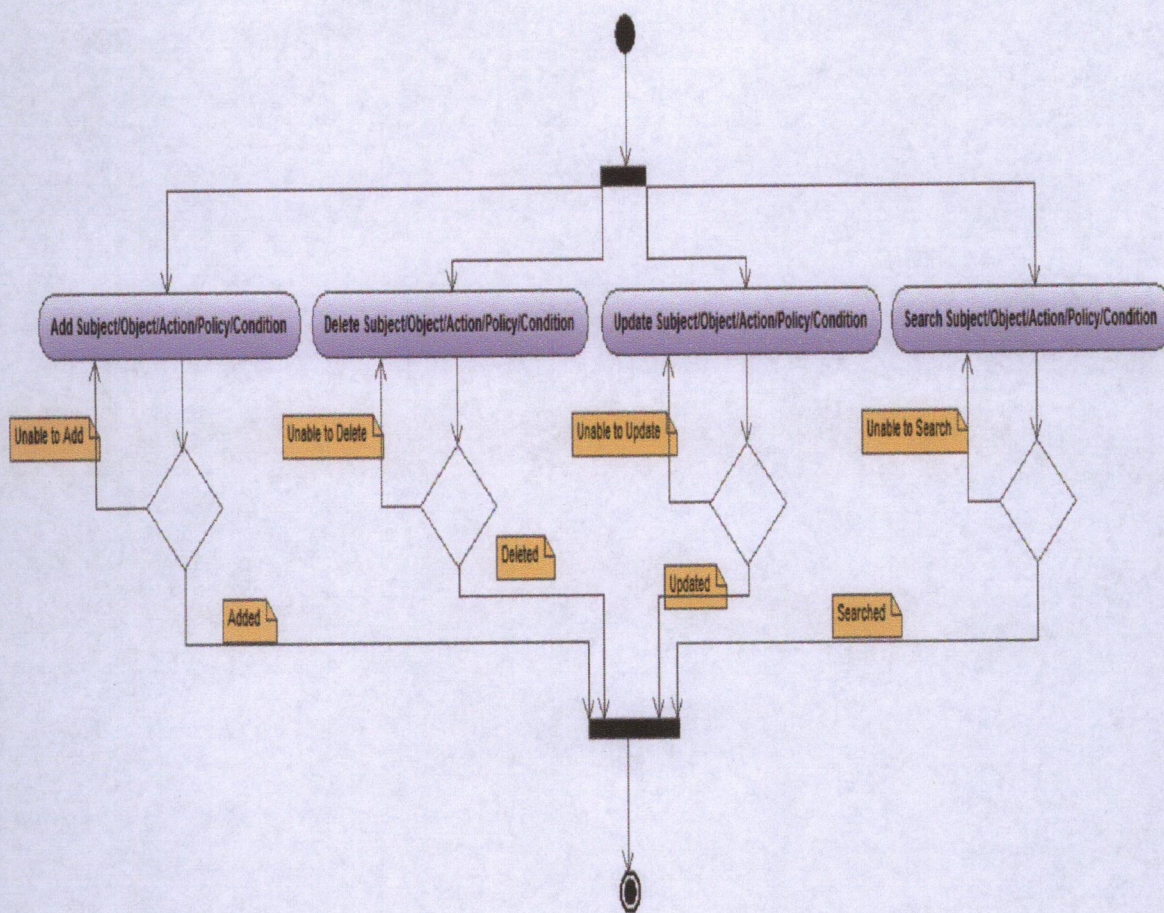 Add Subject/Object/Action/Policy/Condition
Delete Subject/Object/Action/Policy/Condition
Update Subject/Object/Action/Policy/Condition
Search Subject/Object/Action/Policy/Condition
Unable to Add
Unable to Delete
Unable to Update
Unable to Search
Deleted
Updated
Added
Searched